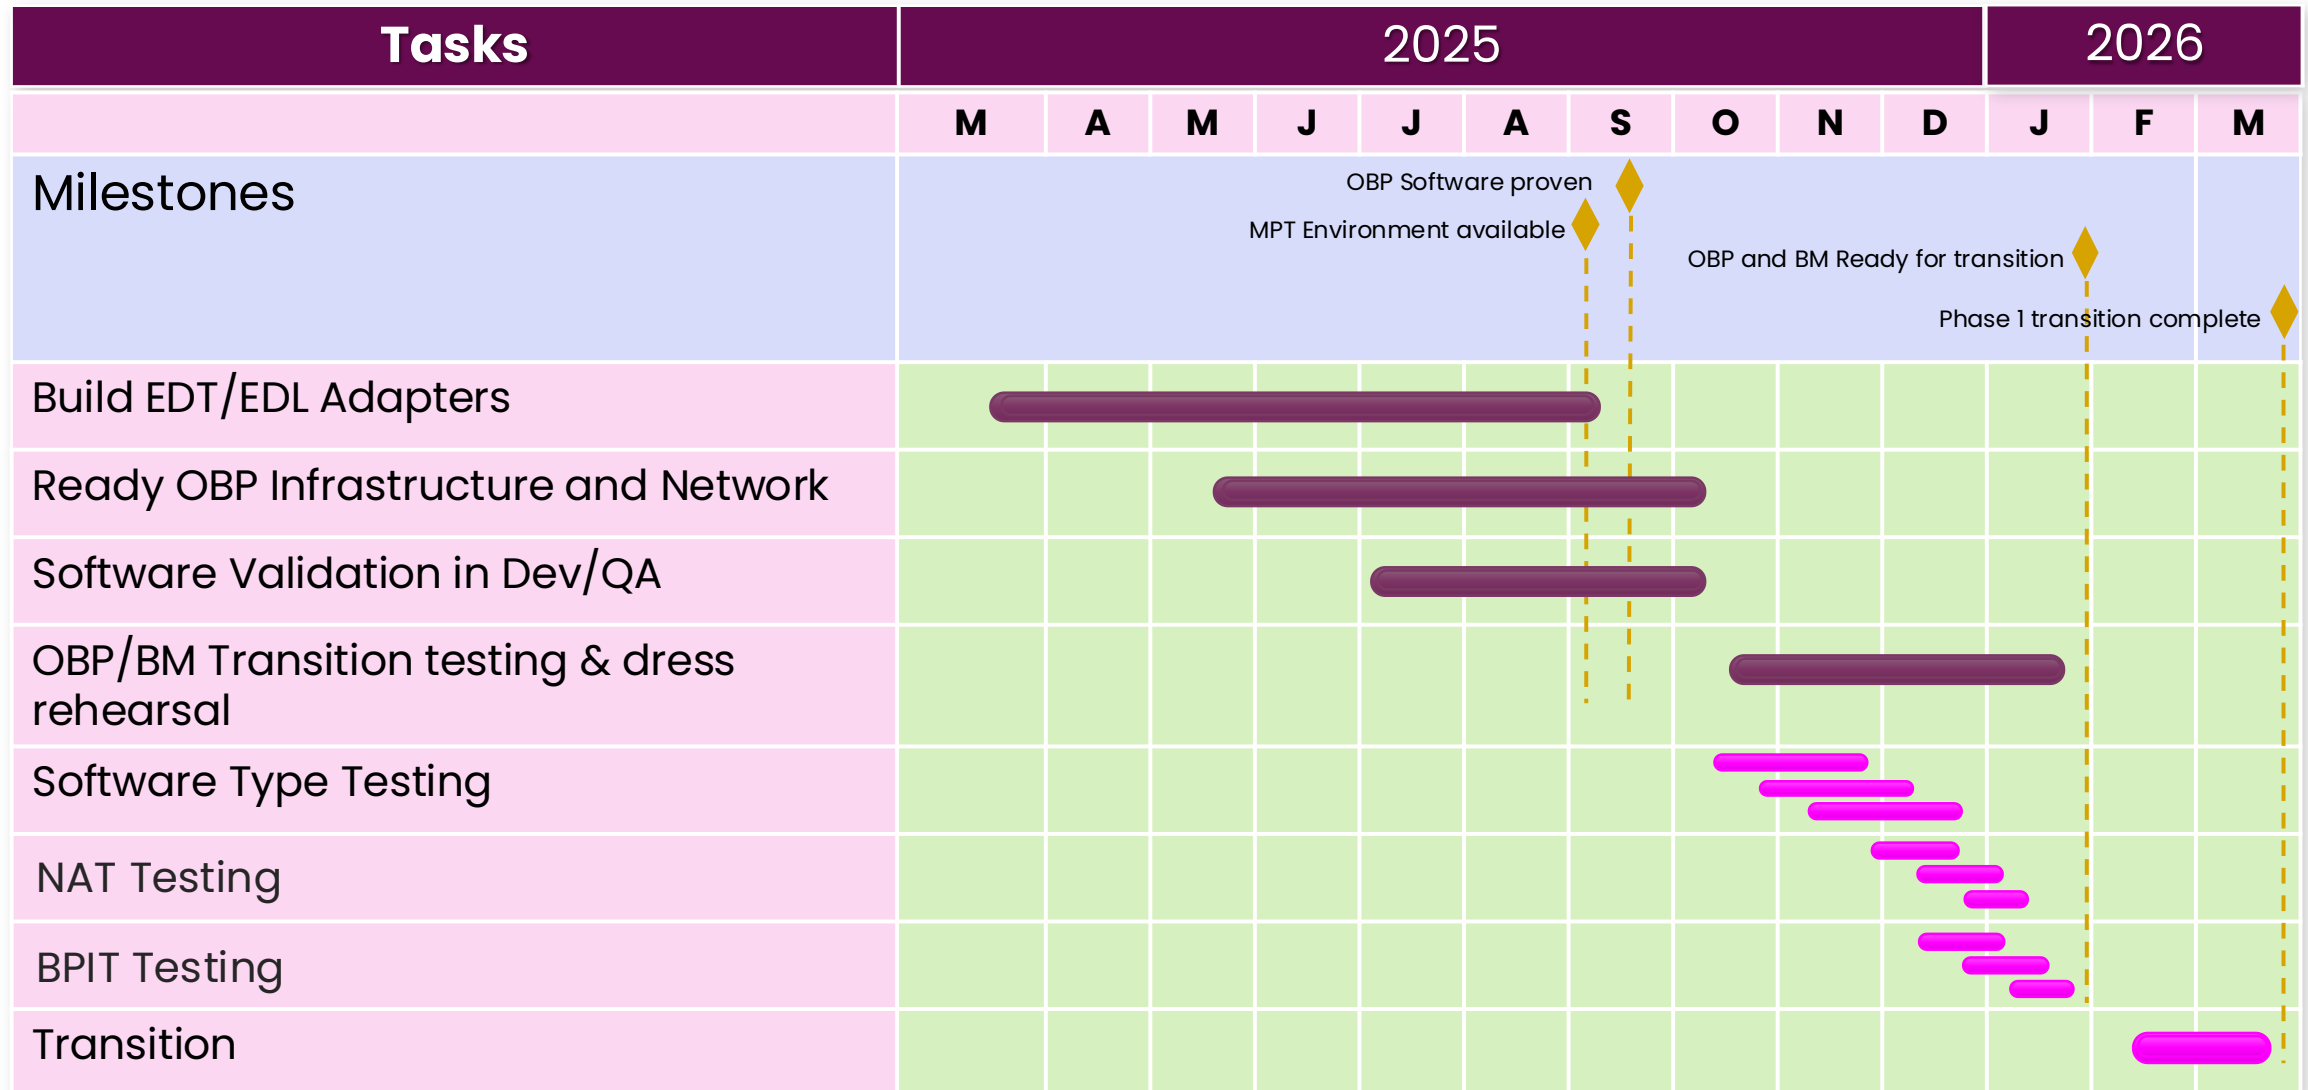 Tasks 2025 2026
M A M J J A S O N D J F M
Milestones
OBP Software proven
MPT Environment available
OBP and BM Ready for transition
Phase 1 transition complete
Build EDT/EDL Adapters
Ready OBP Infrastructure and Network
Software Validation in Dev/QA
OBP/BM Transition testing & dress
rehearsal
Software Type Testing
NAT Testing
BPIT Testing
Transition